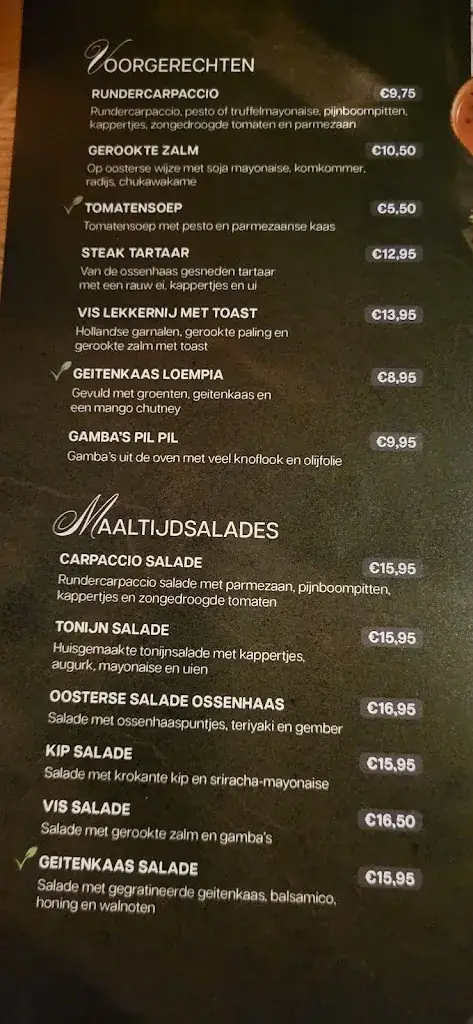 VOORGERECHTEN
RUNDERCARPACCIO €9,75
Rundercarpaccio, pesto of truffelmayonaise, pijnboompitten,
kappertjes, zongedroogde tomaten en parmezaan
GEROOKTE ZALM €10,50
Op oosterse wijze met soja mayonaise, komkommer,
radijs, chukawakame
TOMATENSOEP €5,50
Tomatensoep met pesto en parmezaanse kaas
STEAK TARTAAR €12,95
Van de ossenhaas gesneden tartaar
met een rauw ei, kappertjes en ui
VIS LEKKERNIJ MET TOAST €13,95
Hollandse garnalen, gerookte paling en
gerookte zalm met toast
GEITENKAAS LOEMPIA €8,95
Gevuld met groenten, geitenkaas en
een mango chutney
GAMBA'S PIL PIL €9,95
Gamba's uit de oven met veel knoflook en olijfolie
MAALTIJDSALADES
CARPACCIO SALADE €15,95
Rundercarpaccio salade met parmezaan, pijnboompitten,
kappertjes en zongedroogde tomaten
TONIJN SALADE €15,95
Huisgemaakte tonijnsalade met kappertjes,
augurk, mayonaise en uien
OOSTERSE SALADE OSSENHAAS €16,95
Salade met ossenhaaspuntjes, teriyaki en gember
KIP SALADE €15,95
Salade met krokante kip en sriracha-mayonaise
VIS SALADE €16,50
Salade met gerookte zalm en gamba's
GEITENKAAS SALADE €15,95
Salade met gegratineerde geitenkaas, balsamico,
honing en walnoten